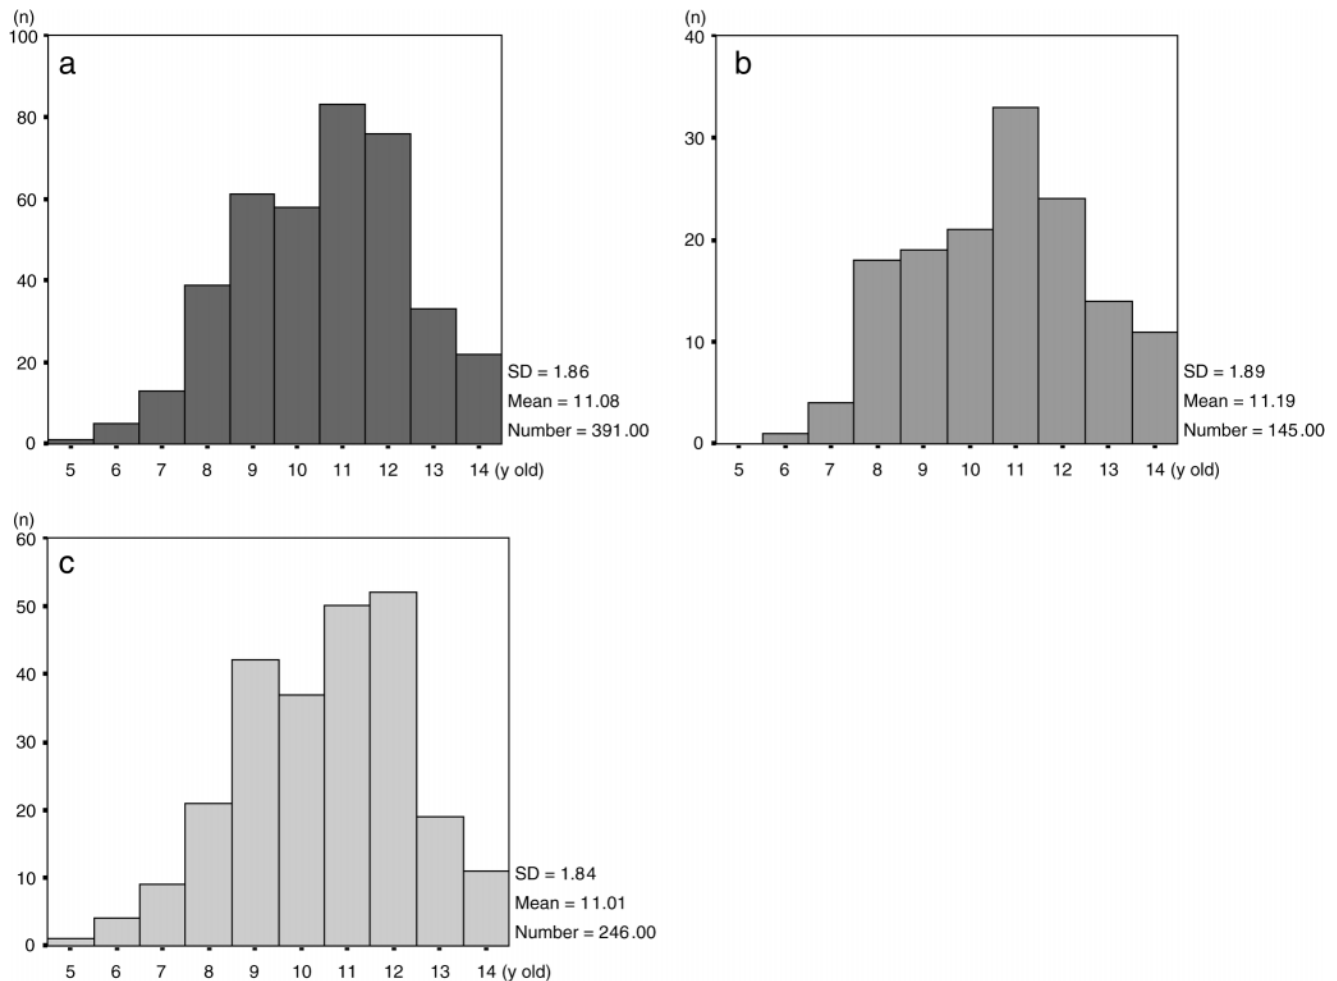 (n)
100
80
60
40
20
0
a
5 6 7 8 9 10 11 12 13 14 (y old)
SD = 1.86
Mean = 11.08
Number = 391.00
(n)
40
30
20
10
0
b
5 6 7 8 9 10 11 12 13 14 (y old)
SD = 1.89
Mean = 11.19
Number = 145.00
(n)
60
50
40
30
20
10
0
c
5 6 7 8 9 10 11 12 13 14 (y old)
SD = 1.84
Mean = 11.01
Number = 246.00